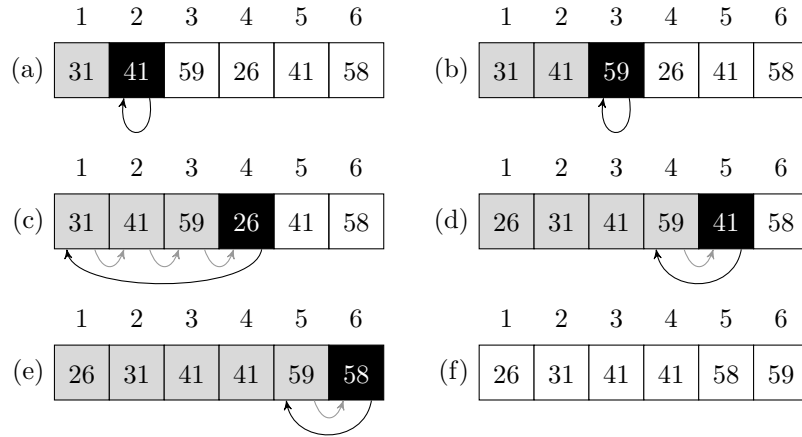 1 2 3 4 5 6
(a) 31 41 59 26 41 58
1 2 3 4 5 6
(b) 31 41 59 26 41 58
1 2 3 4 5 6
(c) 31 41 59 26 41 58
1 2 3 4 5 6
(d) 26 31 41 59 41 58
1 2 3 4 5 6
(e) 26 31 41 41 59 58
1 2 3 4 5 6
(f) 26 31 41 41 58 59